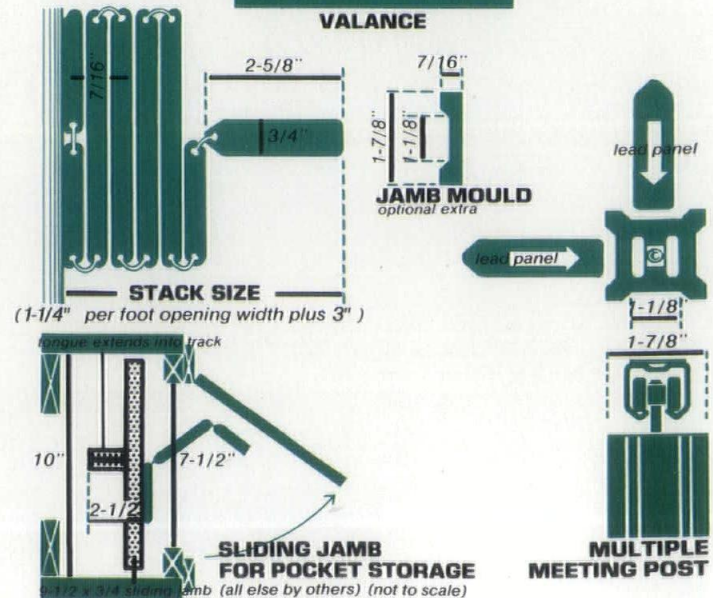 VALANCE
7/16"
2-5/8"
3/4"
7/16"
1-7/8"
1-1/8"
JAMB MOULD
optional extra
lead panel
lead panel
©
1-1/8"
1-7/8"
STACK SIZE
(1-1/4" per foot opening width plus 3")
tongue extends into track
10"
7-1/2"
2-1/2"
SLIDING JAMB
FOR POCKET STORAGE
9-1/2 x 3/4 sliding jamb (all else by others) (not to scale)
MULTIPLE
MEETING POST